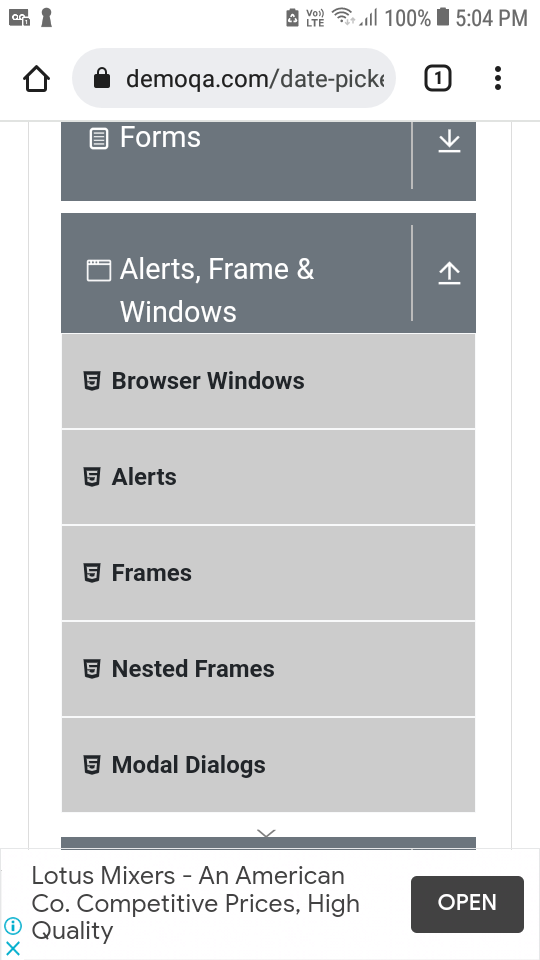 Vo) LTE 100% 5:04 PM
1 demoqa.com/date-picke
Forms
Alerts, Frame &
Windows
Browser Windows
Alerts
Frames
Nested Frames
Modal Dialogs
Lotus Mixers - An American
Co. Competitive Prices, High
Quality
OPEN